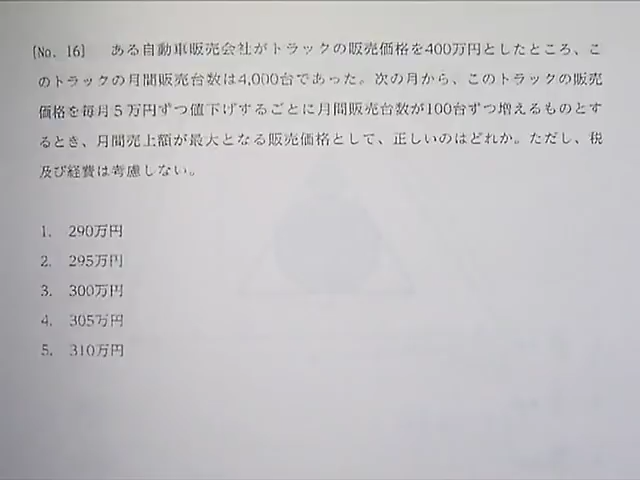 [No. 16] ある自動車販売会社がトラックの販売価格を400万円としたところ、こ
のトラックの月間販売台数は4,000台であった。次の月から、このトラックの販売
価格を毎月５万円ずつ値下げするごとに月間販売台数が100台ずつ増えるものとす
るとき、月間売上額が最大となる販売価格として、正しいのはどれか。ただし、税
及び経費は考慮しない。
1. 290万円
2. 295万円
3. 300万円
4. 305万円
5. 310万円